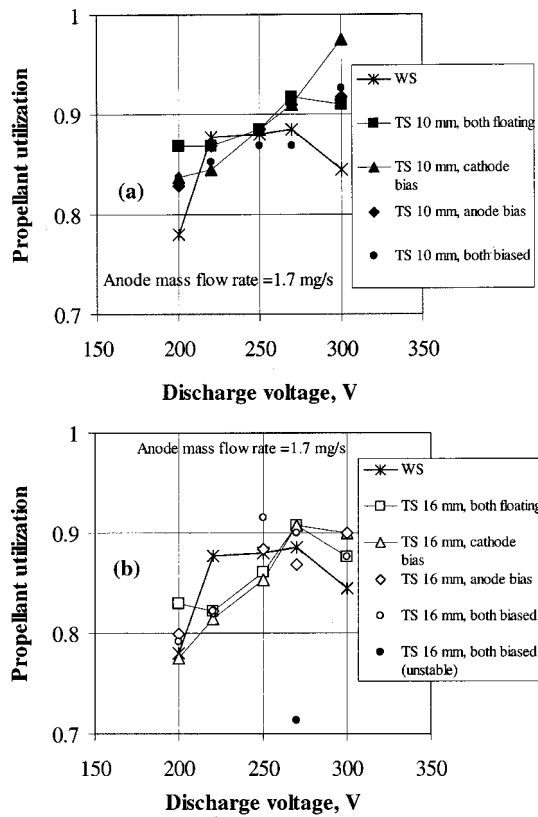 1
0.9
0.8
0.7
150
200
250
300
350
Propellant utilization
(a)
Anode mass flow rate =1.7 mg/s
Discharge voltage, V
WS
TS 10 mm, both floating
TS 10 mm, cathode
bias
TS 10 mm, anode bias
TS 10 mm, both biased
1
0.9
0.8
0.7
150
200
250
300
350
Propellant utilization
Anode mass flow rate =1.7 mg/s
(b)
Discharge voltage, V
WS
TS 16 mm, both floating
TS 16 mm, cathode
bias
TS 16 mm, anode bias
TS 16 mm, both biased
TS 16 mm, both biased
(unstable)